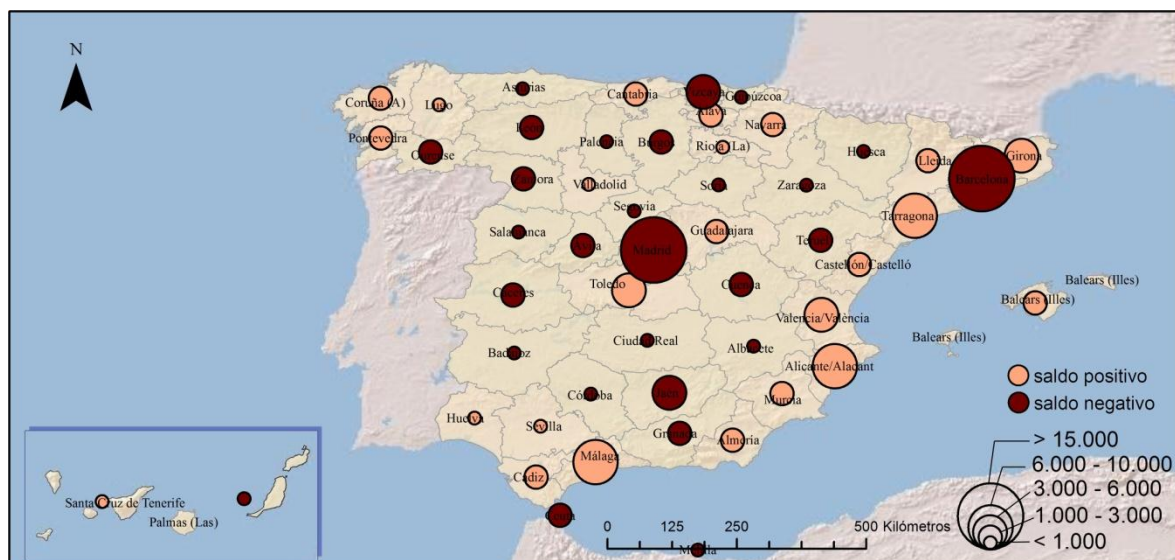 N
Asturias
Cantabria
Vizcaya
Guipúzcoa
Coruña (A)
Lugo
Alava
Navarra
Pontevedra
León
Palencia
Burgos
Rioja (La)
Ourense
Huesca
Llerda
Girona
Zamora
Valladolid
Soria
Zaragoza
Barcelona
Segovia
Tarragona
Salamanca
Avila
Madrid
Guadalajara
Teruel
Castellón/Castelló
Toledo
Cuenca
Balears (Illes)
Balears (Illes)
Balears (Illes)
Cáceres
Valencia/València
Ciudad Real
Albacete
Badajoz
Alicante/Alacant
Córdoba
Jaén
Murcia
Huelva
Sevilla
Granada
Almería
Málaga
Cádiz
Ceuta
Melilla
Santa Cruz de Tenerife
Palmas (Las)
saldo positivo
saldo negativo
> 15.000
6.000 - 10.000
3.000 - 6.000
1.000 - 3.000
< 1.000
0 125 250 500 Kilómetros